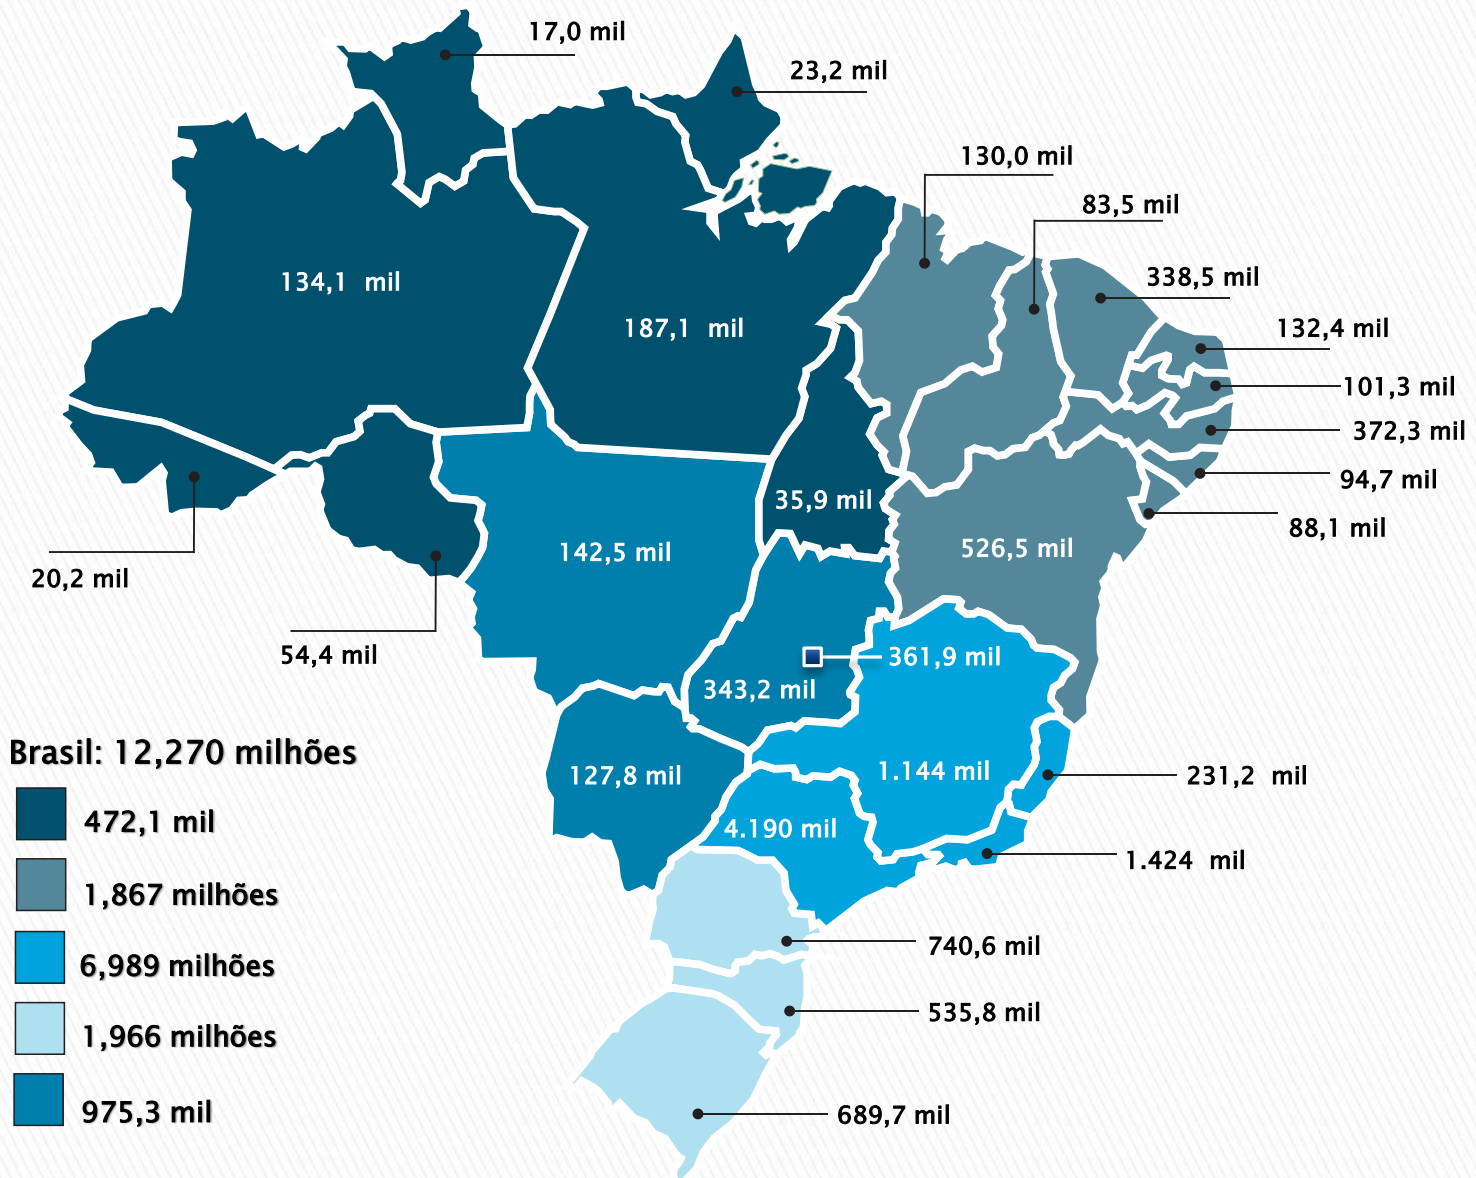 17,0 mil
23,2 mil
130,0 mil
83,5 mil
338,5 mil
134,1  mil
187,1  mil
132,4 mil
101,3 mil
372,3 mil
94,7 mil
35,9 mil
88,1 mil
142,5 mil
526,5 mil
20,2 mil
54,4 mil
361,9 mil
343,2 mil
Brasil: 12,270 milhões
127,8 mil
1.144 mil
231,2  mil
472,1 mil
4.190 mil
1.424  mil
1,867 milhões
740,6 mil
6,989 milhões
535,8 mil
1,966 milhões
975,3 mil
689,7 mil